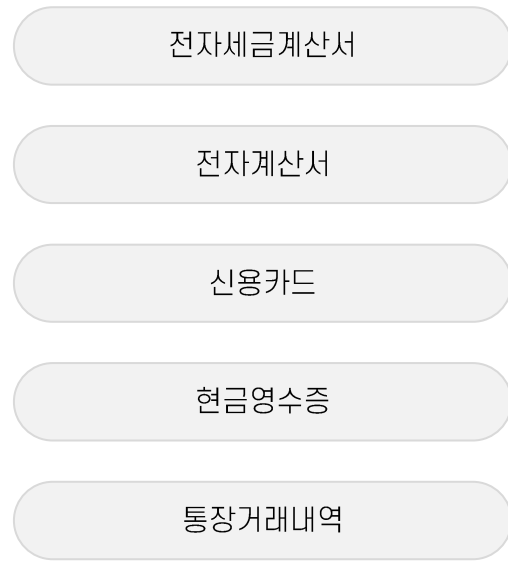 전자세금계산서
전자계산서
신용카드
현금영수증
통장거래내역